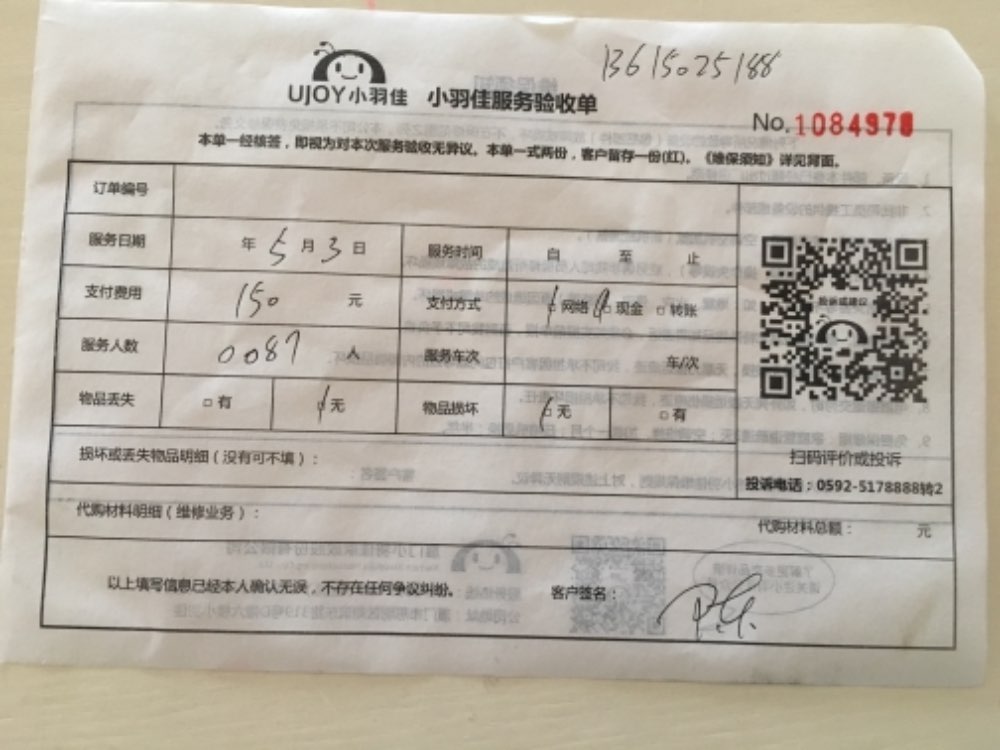 13615025188
UJOY小羽佳 小羽佳服务验收单
No.1084970
本单一经核签，即视为对本次服务验收无异议。本单一式两份，客户留存一份(红)。《维保须知》详见背面。
订单编号
服务日期 年 5 月 3 日 服务时间 自 至 止
支付费用 150 元 支付方式 网络 现金 □ 转账
服务人数 0087 人 服务车次 车/次
物品丢失 □ 有 无 物品损坏 无 □ 有
投诉或建议
扫码评价或投诉
投诉电话：0592-5178888转2
损坏或丢失物品明细（没有可不填）：
代购材料明细（维修业务）：
代购材料总额： 元
以上填写信息已经本人确认无误，不存在任何争议纠纷。 客户签名：